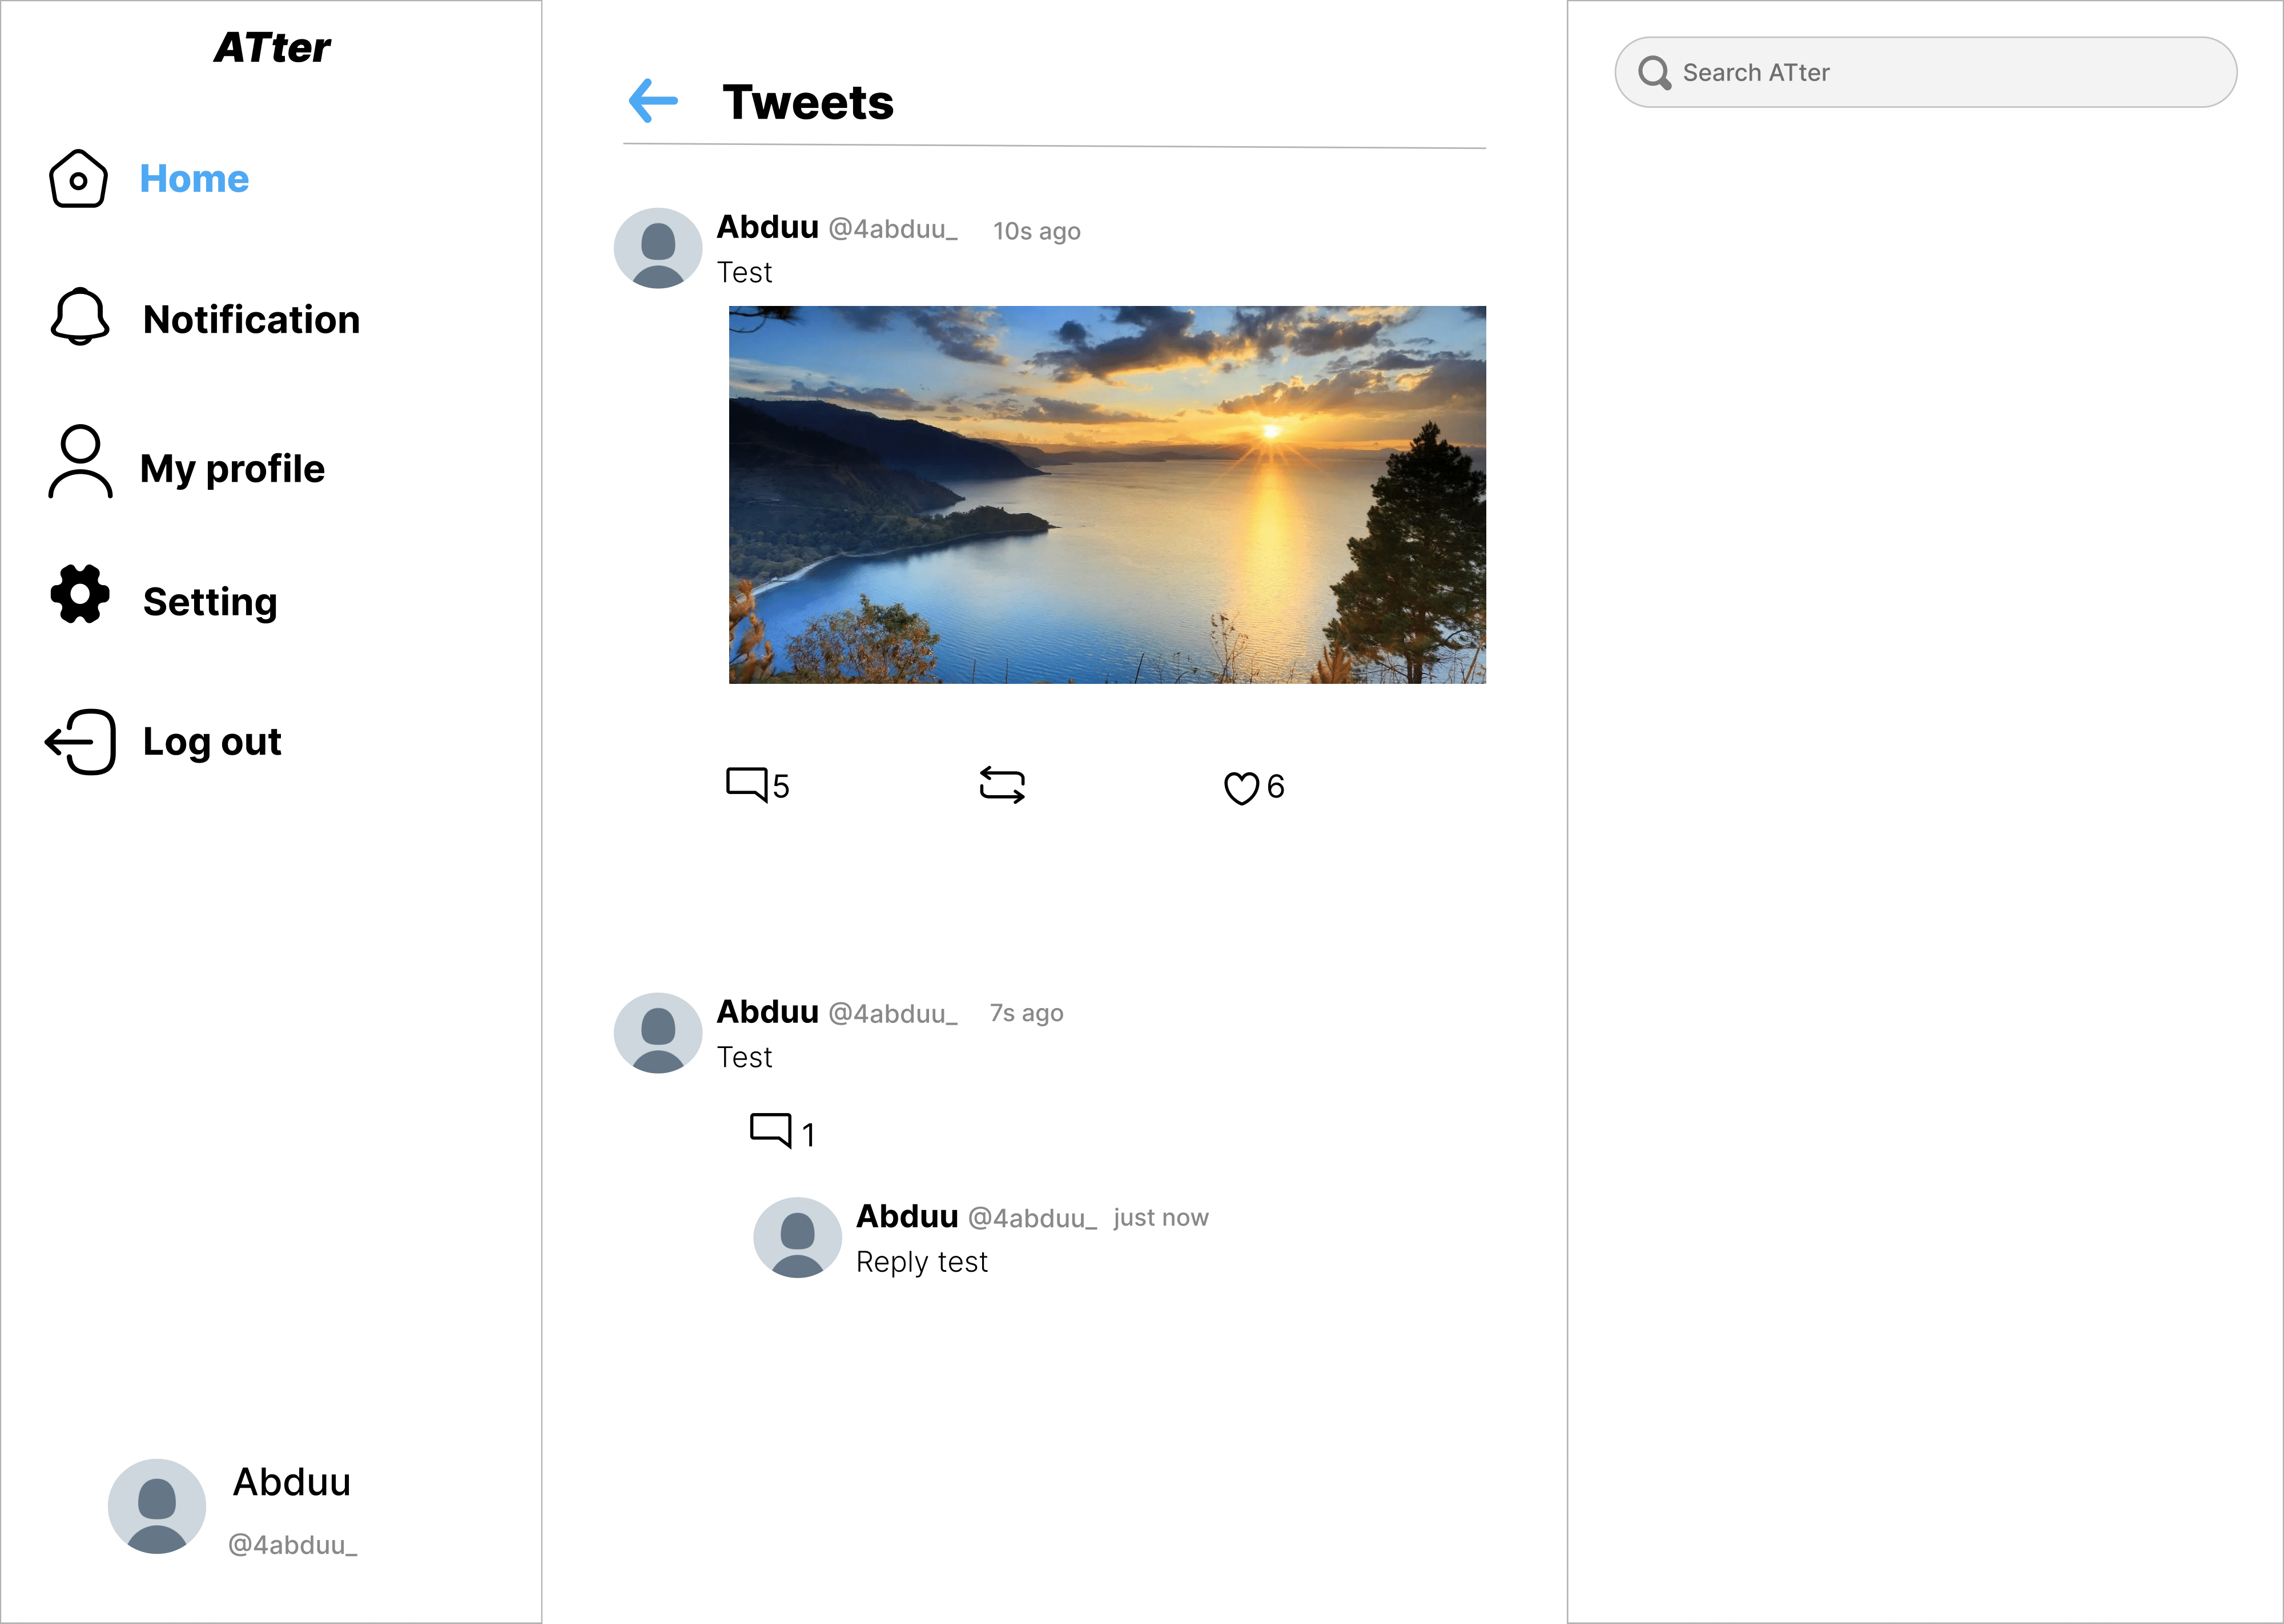 ATter
Home
Notification
My profile
Setting
Log out
Abduu
@4abduu_
Tweets
Abduu @4abduu_ 10s ago
Test
5 6
Abduu @4abduu_ 7s ago
Test
1
Abduu @4abduu_ just now
Reply test
Search ATter